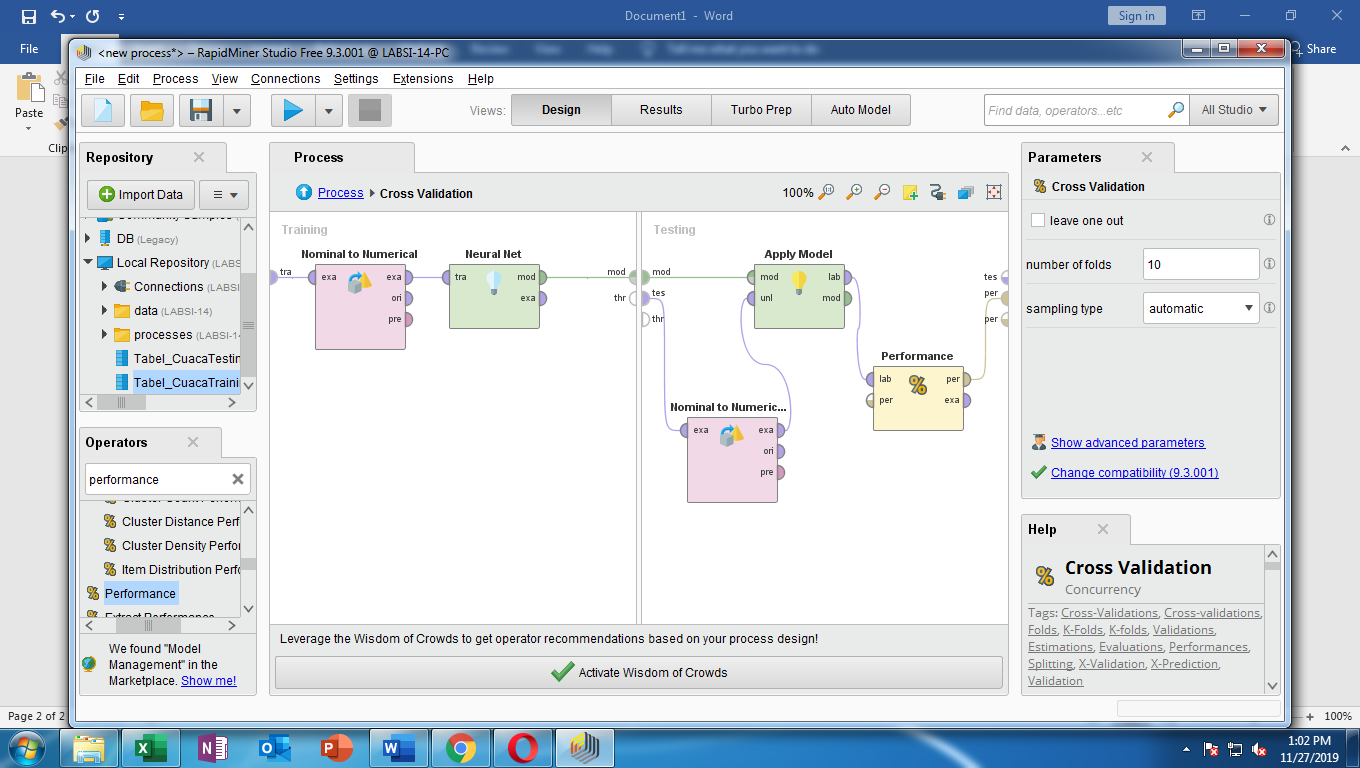 Document1 - Word
Sign in
File
Share
Paste
Clip
<new process*> – RapidMiner Studio Free 9.3.001 @ LABSI-14-PC
File Edit Process View Connections Settings Extensions Help
Views:
Design
Results
Turbo Prep
Auto Model
Find data, operators...etc
All Studio
Repository
Import Data
Community Samples
DB (Legacy)
Local Repository (LABS
Connections (LABSI
data (LABSI-14)
processes (LABSI-1
Tabel_CuacaTestin
Tabel_CuacaTraini
Operators
performance
Cluster Distance Perf
Cluster Density Perfo
Item Distribution Perfo
Performance
Extract Performance
We found "Model
Management" in the
Marketplace. Show me!
Process
Process Cross Validation
100%
Training
Nominal to Numerical
Neural Net
tra
exa
exa
ori
pre
tra
mod
exa
mod
thr
Testing
Apply Model
mod
tes
thr
mod
unl
lab
mod
tes
per
per
Performance
lab
per
per
exa
Nominal to Numeric...
exa
exa
ori
pre
Leverage the Wisdom of Crowds to get operator recommendations based on your process design!
Activate Wisdom of Crowds
Parameters
Cross Validation
leave one out
number of folds 10
sampling type automatic
Show advanced parameters
Change compatibility (9.3.001)
Help
Cross Validation
Concurrency
Tags: Cross-Validations, Cross-validations,
Folds, K-Folds, K-folds, Validations,
Estimations, Evaluations, Performances,
Splitting, X-Validation, X-Prediction,
Validation
Page 2 of 2
100%
1:02 PM
11/27/2019